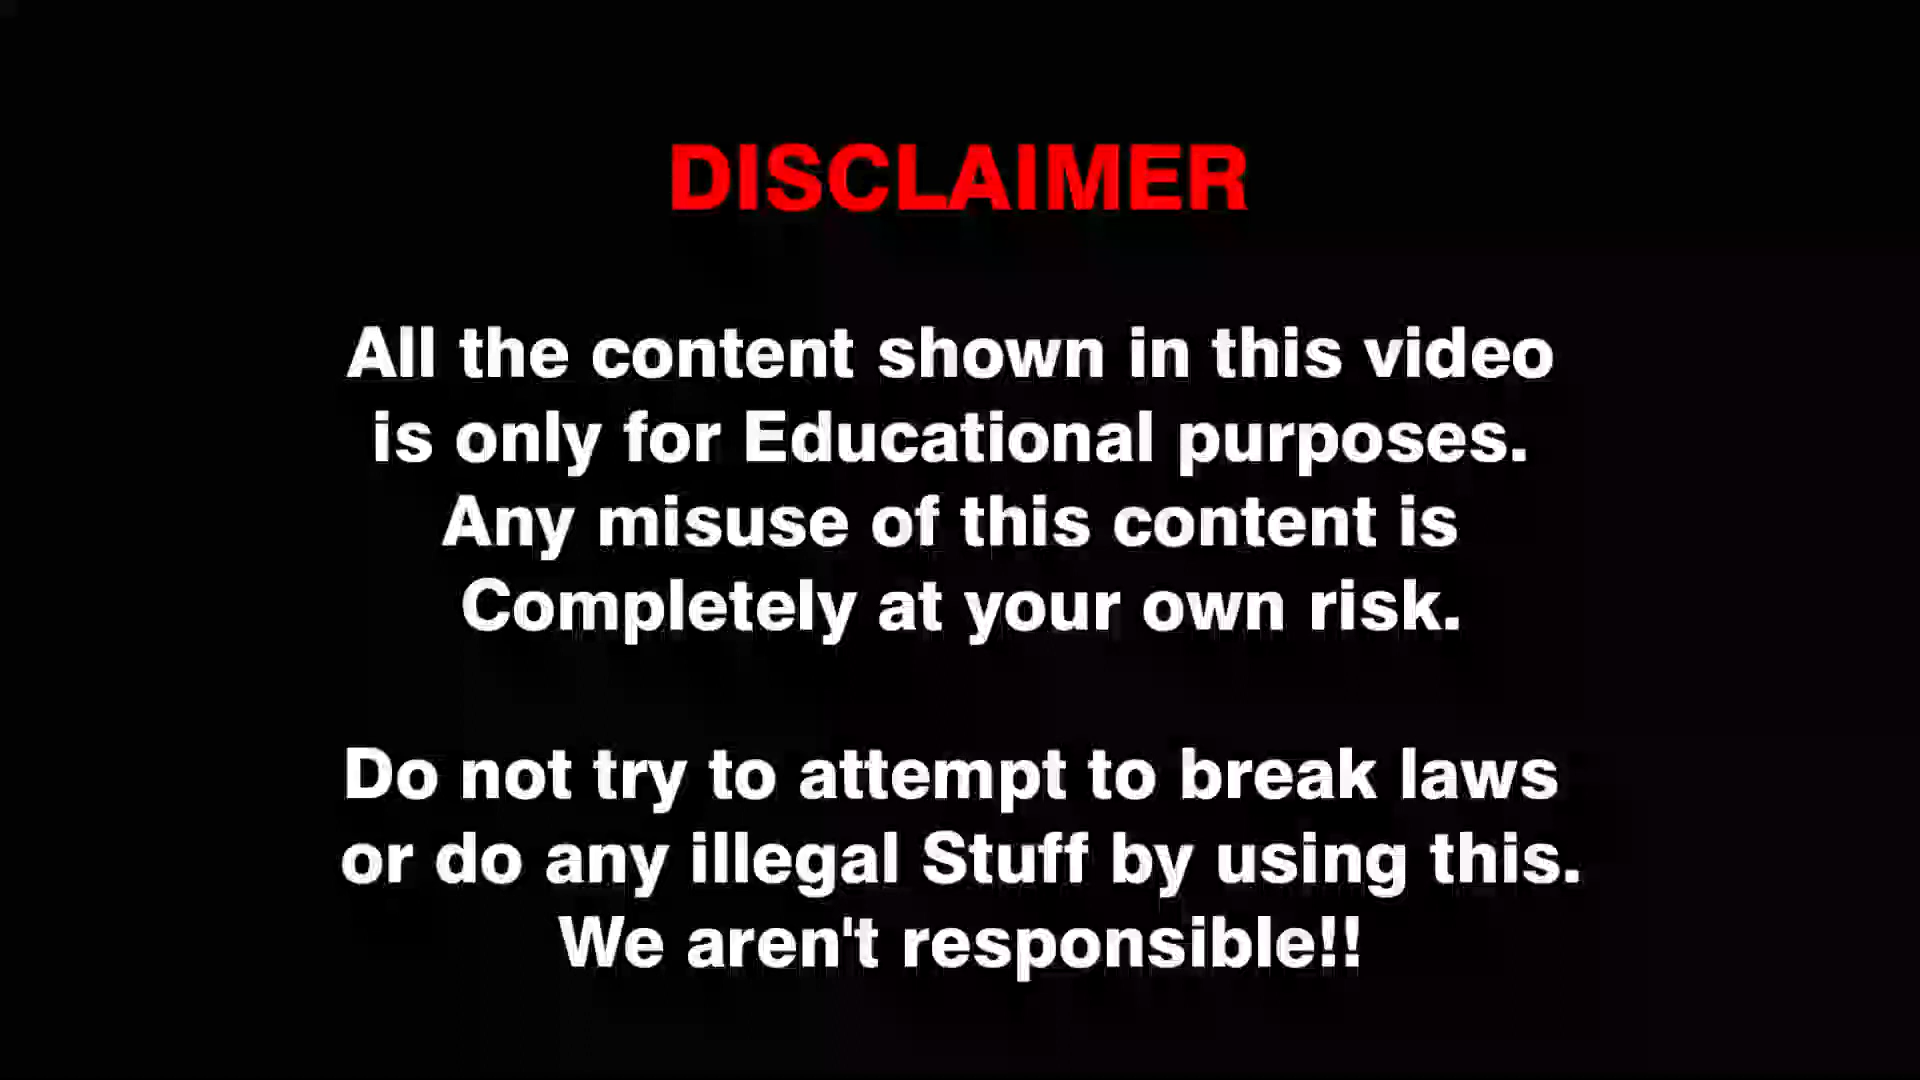 DISCLAIMER
All the content shown in this video
is only for Educational purposes.
Any misuse of this content is
Completely at your own risk.
Do not try to attempt to break laws
or do any illegal Stuff by using this.
We aren't responsible!!